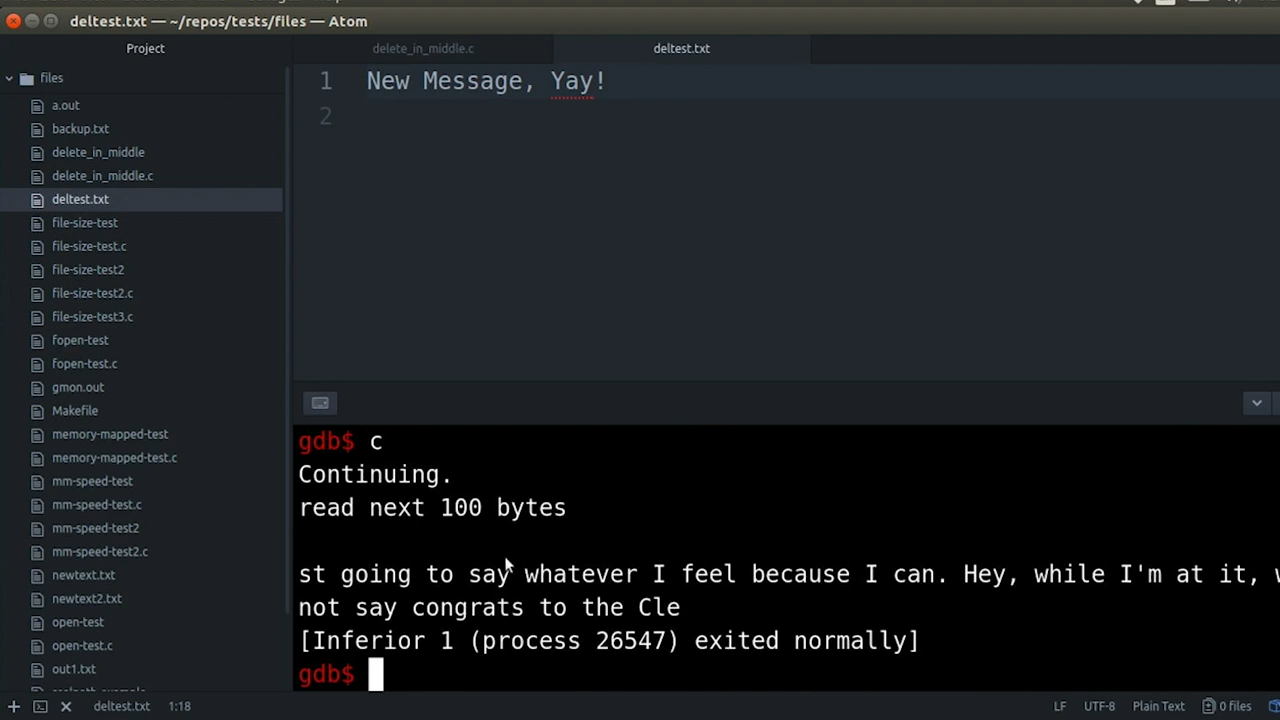 deltest.txt — ~/repos/tests/files — Atom
Project
delete_in_middle.c
deltest.txt
files
a.out
backup.txt
delete_in_middle
delete_in_middle.c
deltest.txt
file-size-test
file-size-test.c
file-size-test2
file-size-test2.c
file-size-test3.c
fopen-test
fopen-test.c
gmon.out
Makefile
memory-mapped-test
memory-mapped-test.c
mm-speed-test
mm-speed-test.c
mm-speed-test2
mm-speed-test2.c
newtext.txt
newtext2.txt
open-test
open-test.c
out1.txt
1 New Message, Yay!
2
gdb$ c
Continuing.
read next 100 bytes
st going to say whatever I feel because I can. Hey, while I'm at it,
not say congrats to the Cle
[Inferior 1 (process 26547) exited normally]
gdb$
deltest.txt 1:18 LF UTF-8 Plain Text 0 files